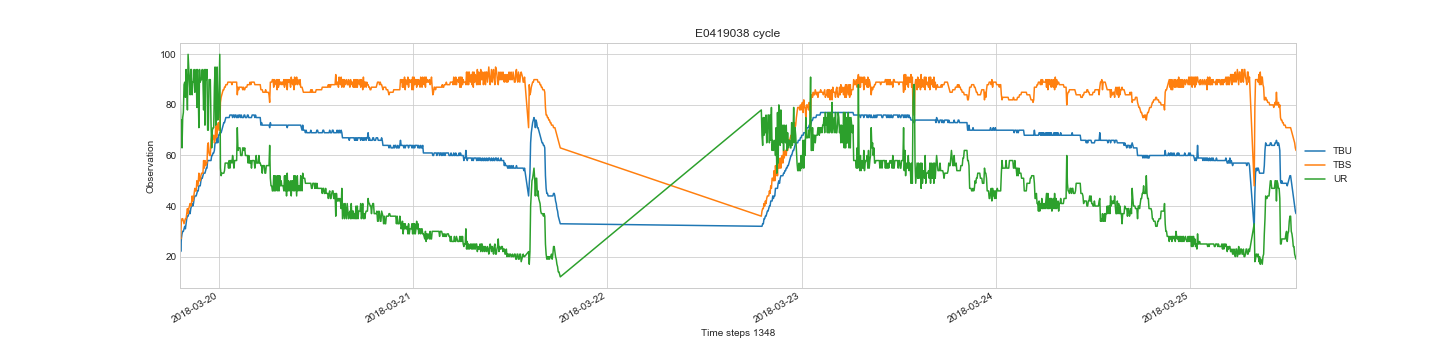 E0419038 cycle
Observation
100
80
60
40
20
2018-03-20
2018-03-21
2018-03-22
2018-03-23
2018-03-24
2018-03-25
Time steps 1348
TBU
TBS
UR